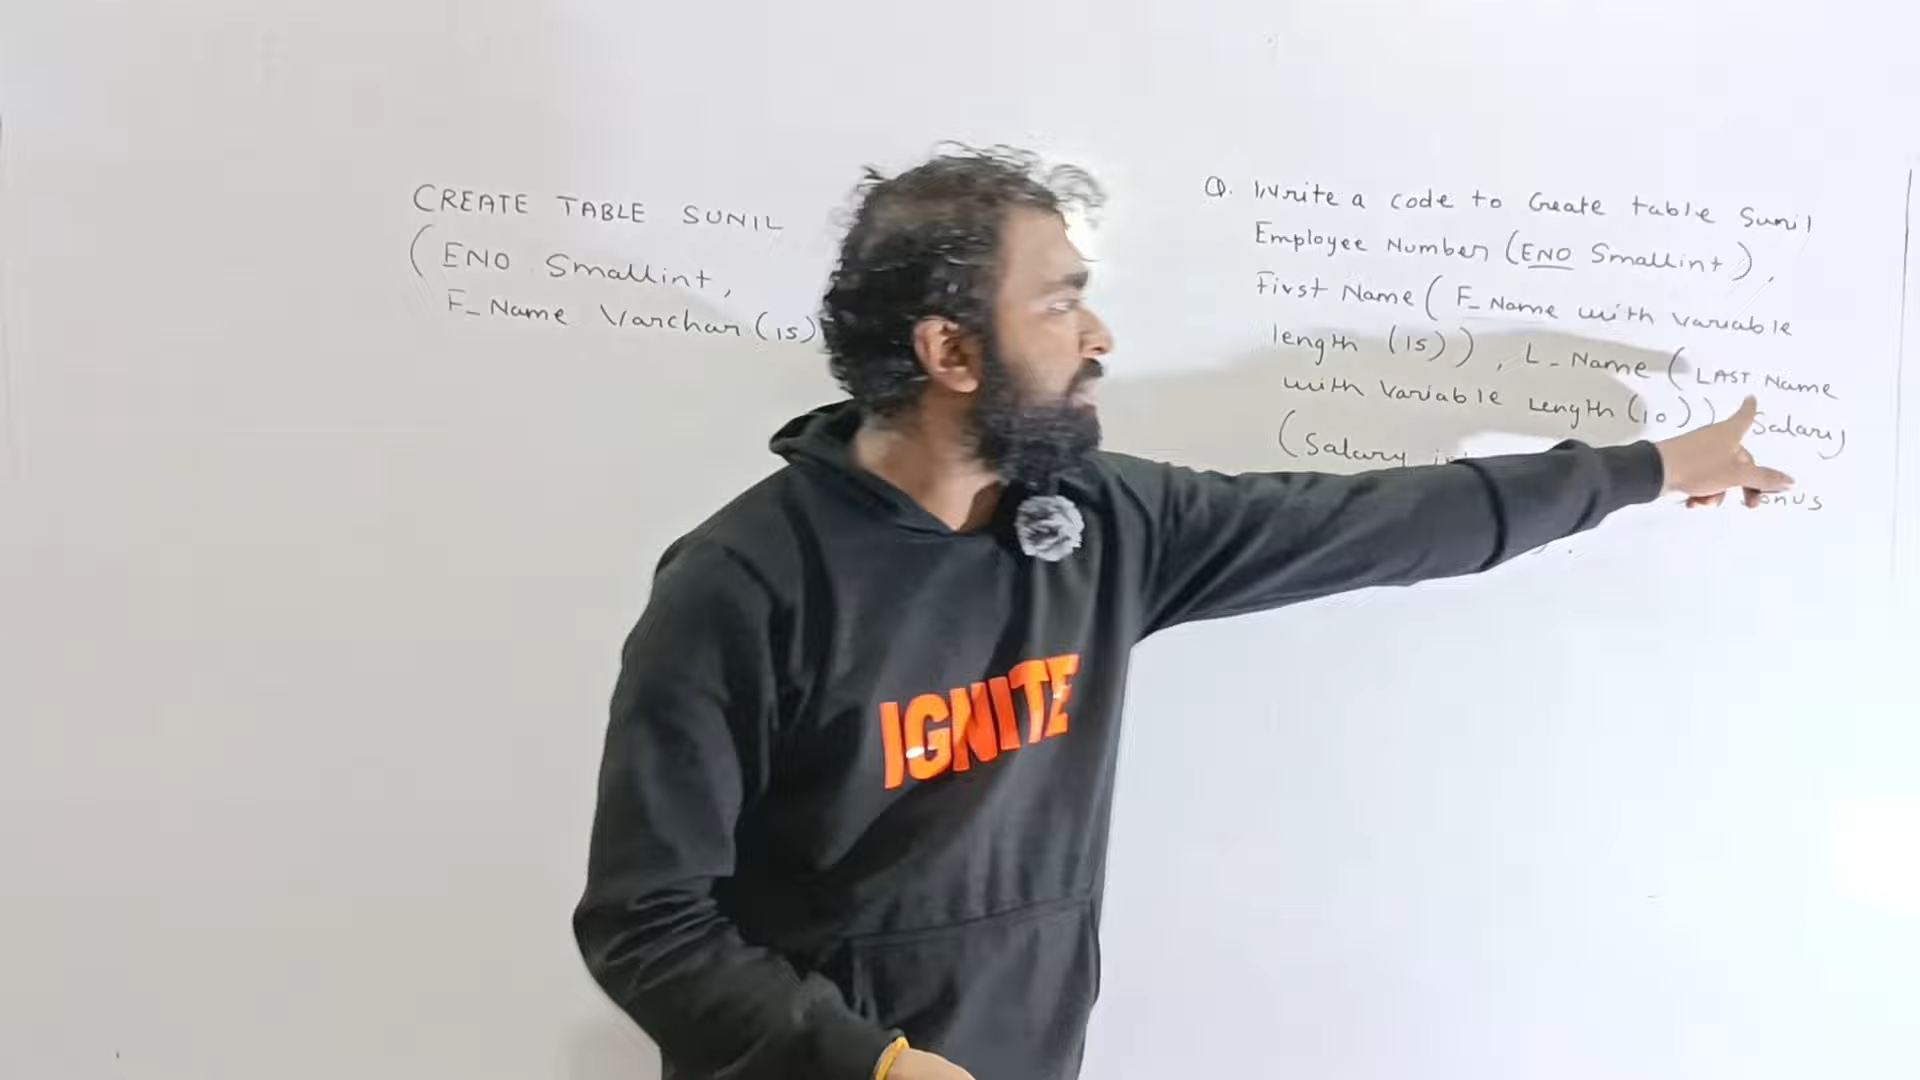 CREATE TABLE SUNIL
(ENO Smallint,
F_Name Varchar (15)
Q. Write a code to Create table Sunil
Employee Number (ENO Smallint),
First Name (F_Name with variable
length (15)), L_Name (LAST Name
with Variable Length (10)) Salary
(Salary
IGNITE